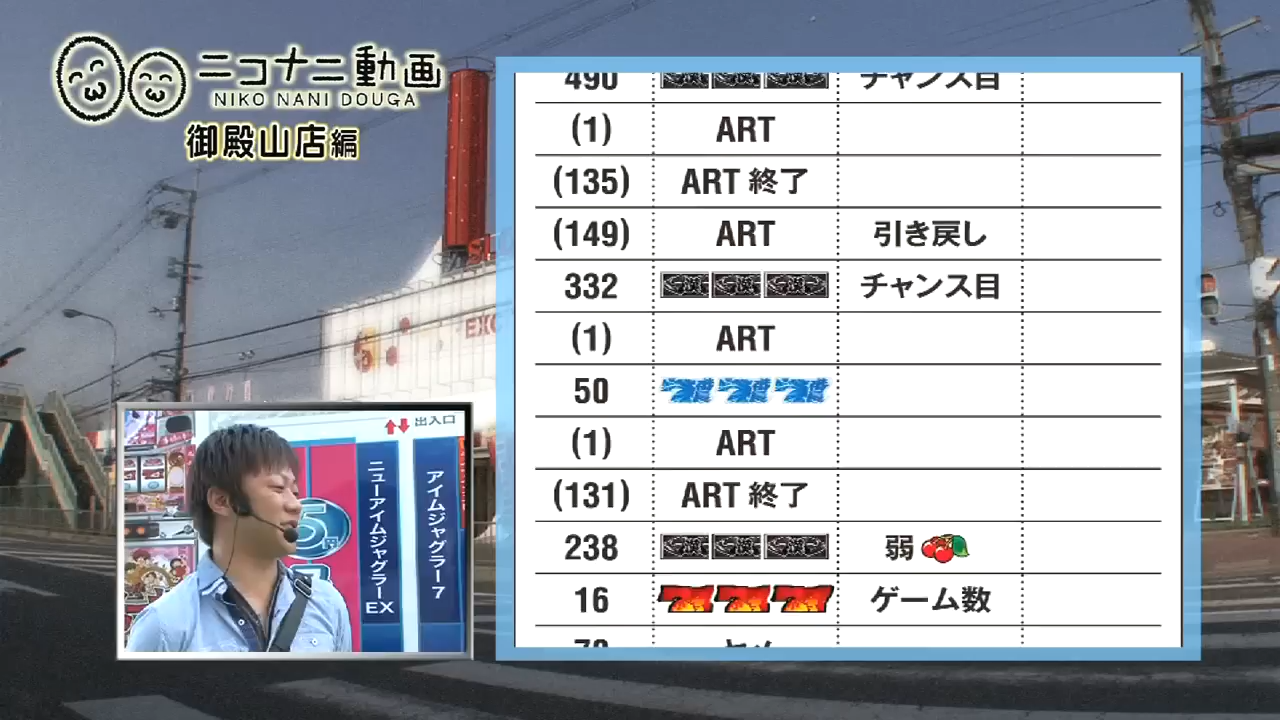 ニコナニ動画
NIKO NANI DOUGA
御殿山店編
490 チャンス目
(1) ART
(135) ART 終了
(149) ART 引き戻し
332 チャンス目
(1) ART
50 777
(1) ART
(131) ART 終了
238 弱
16 777 ゲーム数
出入口
ニューアイムジャグラーEX
アイムジャグラー7
5